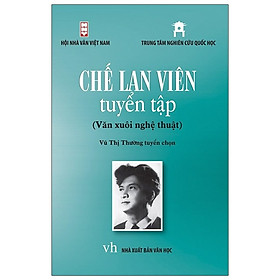 HỘI NHÀ VĂN VIỆT NAM
TRUNG TÂM NGHIÊN CỨU QUỐC HỌC
CHẾ LAN VIÊN
tuyển tập
(Văn xuôi nghệ thuật)
Vũ Thị Thường tuyển chọn
vh NHÀ XUẤT BẢN VĂN HỌC